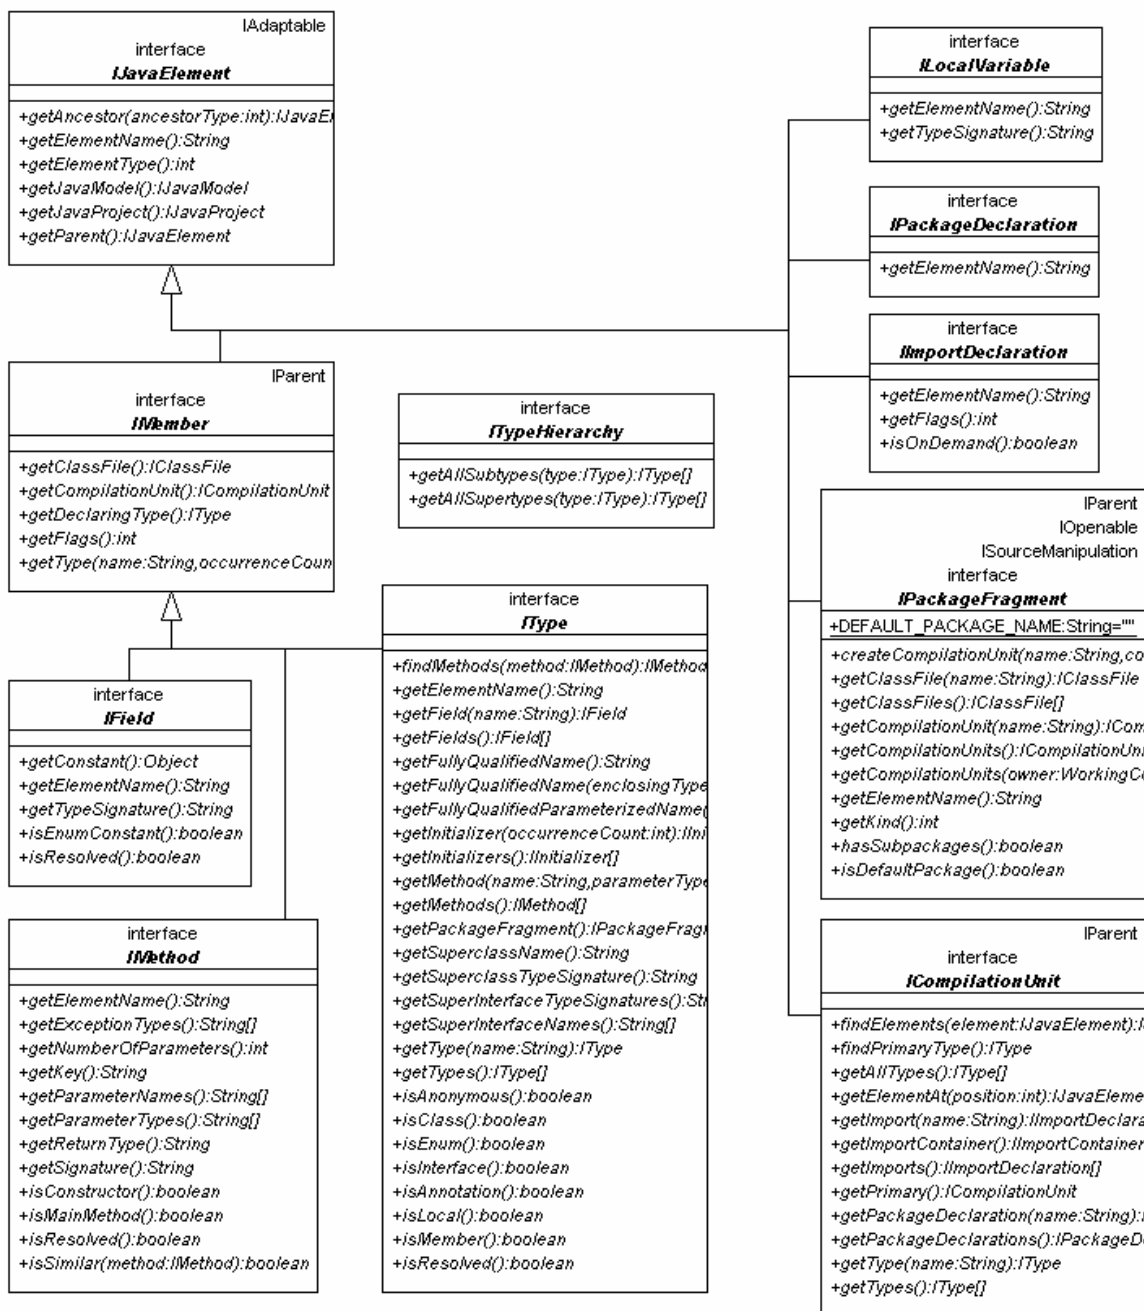 IAdaptable
interface
IJavaElement
+getAncestor(ancestorType:int):IJavaEl
+getElementName():String
+getElementType():int
+getJavaModel():IJavaModel
+getJavaProject():IJavaProject
+getParent():IJavaElement
interface
ILocalVariable
+getElementName():String
+getTypeSignature():String
interface
IPackageDeclaration
+getElementName():String
interface
IImportDeclaration
+getElementName():String
+getFlags():int
+isOnDemand():boolean
IParent
interface
IMember
+getClassFile():IClassFile
+getCompilationUnit():ICompilationUnit
+getDeclaringType():IType
+getFlags():int
+getType(name:String,occurrenceCoun
interface
ITypeHierarchy
+getAllSubtypes(type:IType):IType[]
+getAllSupertypes(type:IType):IType[]
IParent
IOpenable
ISourceManipulation
interface
IPackageFragment
+DEFAULT_PACKAGE_NAME:String=""
+createCompilationUnit(name:String,co
+getClassFile(name:String):IClassFile
+getClassFiles():IClassFile[]
+getCompilationUnit(name:String):ICom
+getCompilationUnits():ICompilationUni
+getCompilationUnits(owner:WorkingCo
+getElementName():String
+getKind():int
+hasSubpackages():boolean
+isDefaultPackage():boolean
interface
IField
+getConstant():Object
+getElementName():String
+getTypeSignature():String
+isEnumConstant():boolean
+isResolved():boolean
interface
IType
+findMethods(method:IMethod):IMethod
+getElementName():String
+getField(name:String):IField
+getFields():IField[]
+getFullyQualifiedName():String
+getFullyQualifiedName(enclosingType
+getFullyQualifiedParameterizedName(
+getInitializer(occurrenceCount:int):IIni
+getInitializers():IInitializer[]
+getMethod(name:String,parameterType
+getMethods():IMethod[]
+getPackageFragment():IPackageFragı
+getSuperclassName():String
+getSuperclassTypeSignature():String
+getSuperInterfaceTypeSignatures():Stı
+getSuperInterfaceNames():String[]
+getType(name:String):IType
+getTypes():IType[]
+isAnonymous():boolean
+isClass():boolean
+isEnum():boolean
+isInterface():boolean
+isAnnotation():boolean
+isLocal():boolean
+isMember():boolean
+isResolved():boolean
interface
IMethod
+getElementName():String
+getExceptionTypes():String[]
+getNumberOfParameters():int
+getKey():String
+getParameterNames():String[]
+getParameterTypes():String[]
+getReturnType():String
+getSignature():String
+isConstructor():boolean
+isMainMethod():boolean
+isResolved():boolean
+isSimilar(method:IMethod):boolean
IParent
interface
ICompilationUnit
+findElements(element:IJavaElement):I
+findPrimaryType():IType
+getAllTypes():IType[]
+getElementAt(position:int):IJavaEleme
+getImport(name:String):IImportDeclara
+getImportContainer():IImportContainer
+getImports():IImportDeclaration[]
+getPrimary():ICompilationUnit
+getPackageDeclaration(name:String):I
+getPackageDeclarations():IPackageDe
+getType(name:String):IType
+getTypes():IType[]